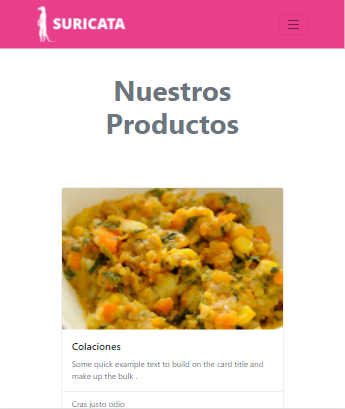 SURICATA
Nuestros
Productos
Colaciones
Some quick example text to build on the card title and
make up the bulk .
Cras justo odio